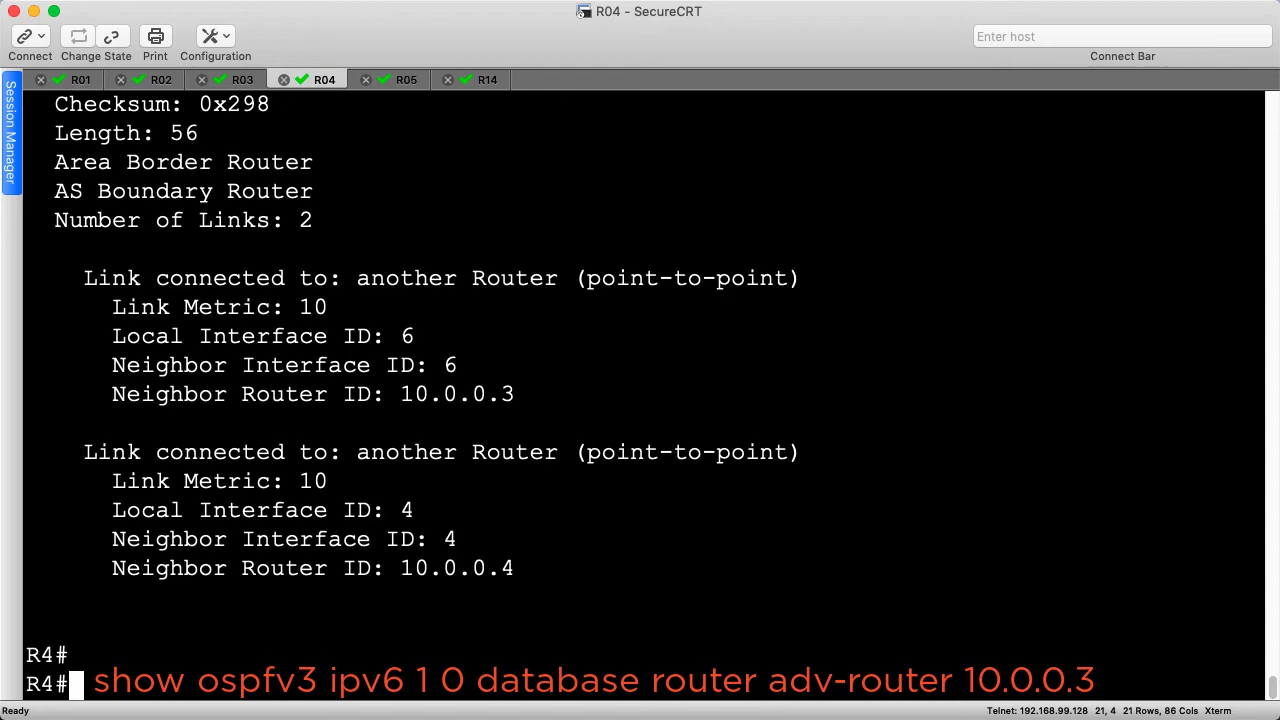 R04 - SecureCRT
Connect Change State Print Configuration
Enter host
Connect Bar
R01 R02 R03 R04 R05 R14
Session Manager
Checksum: 0x298
Length: 56
Area Border Router
AS Boundary Router
Number of Links: 2
Link connected to: another Router (point-to-point)
Link Metric: 10
Local Interface ID: 6
Neighbor Interface ID: 6
Neighbor Router ID: 10.0.0.3
Link connected to: another Router (point-to-point)
Link Metric: 10
Local Interface ID: 4
Neighbor Interface ID: 4
Neighbor Router ID: 10.0.0.4
R4#
R4# show ospfv3 ipv6 1 0 database router adv-router 10.0.0.3
Ready Telnet: 192.168.99.128 21, 4 21 Rows, 86 Cols Xterm